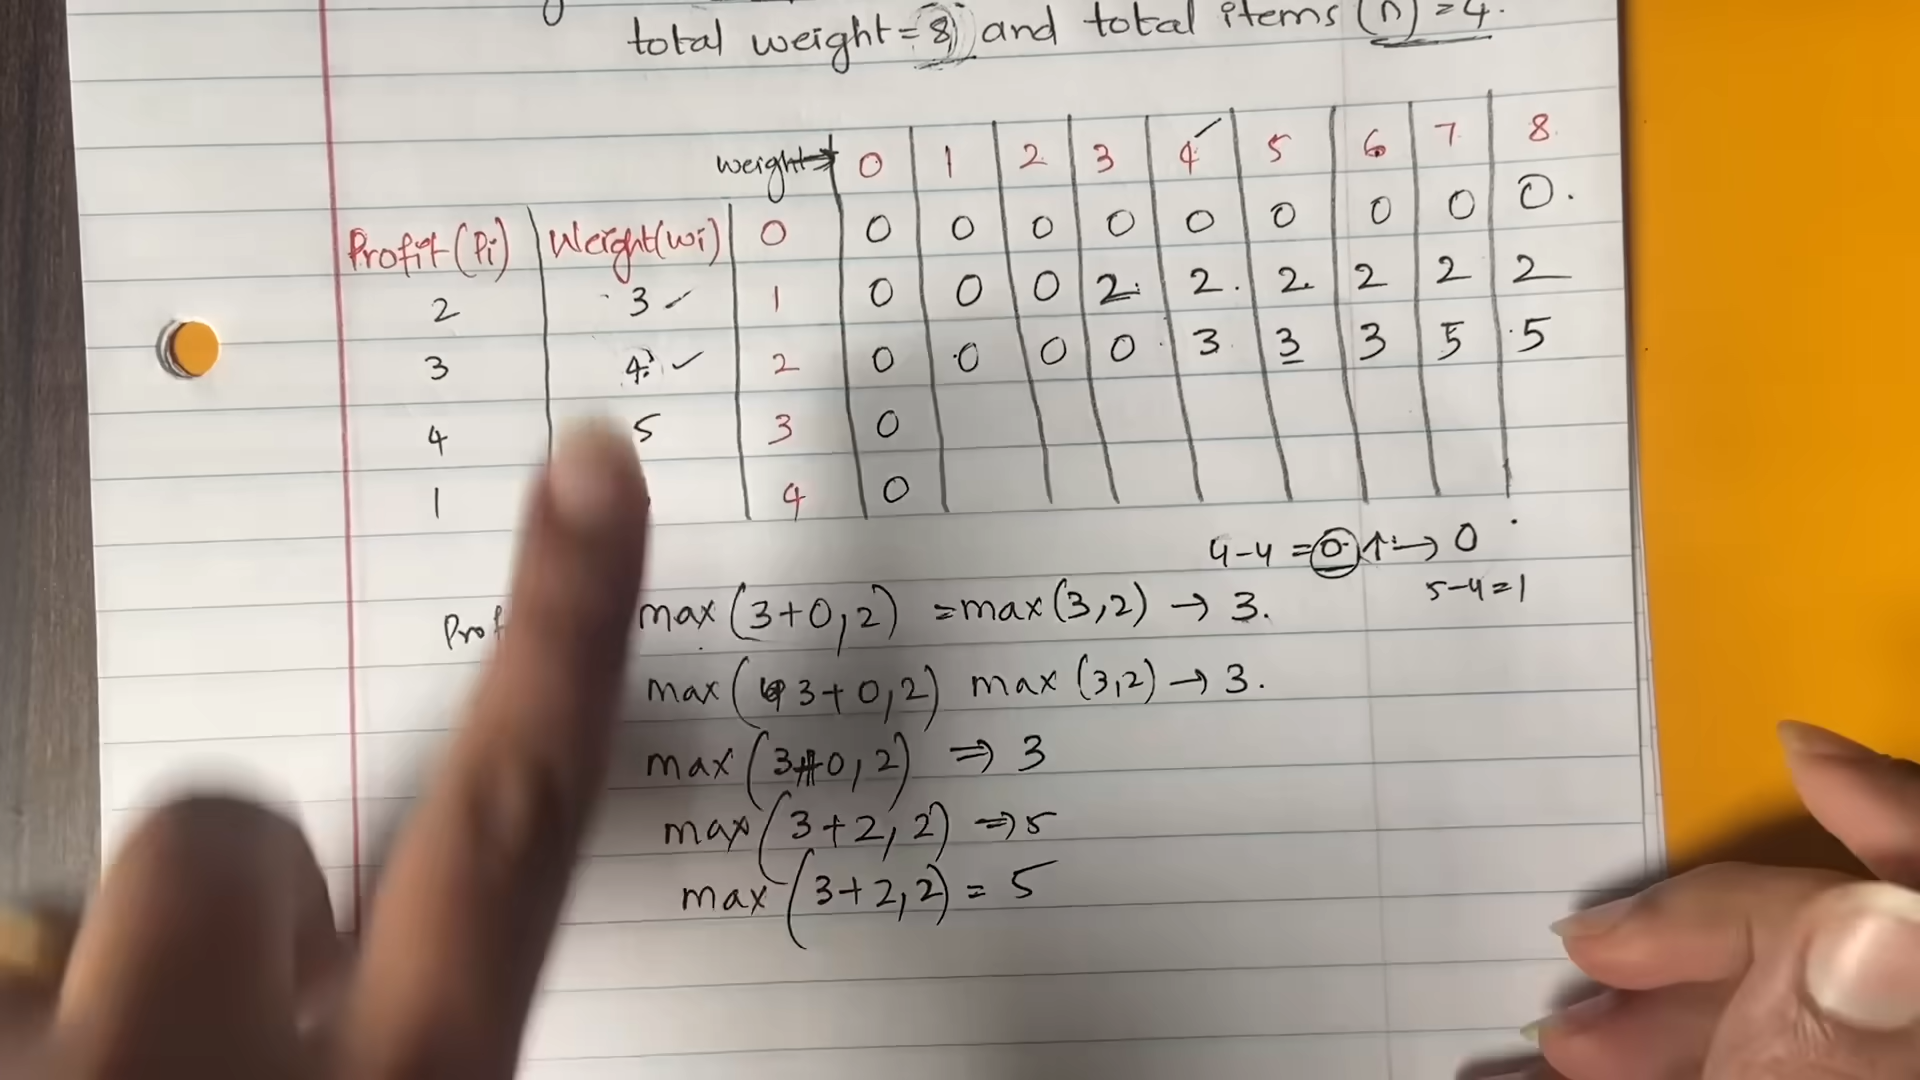 total weight=8 and total items (n)=4.
weight→ 0 1 2 3 4 5 6 7 8
Profit(Pi) Weight(wi) 0 0 0 0 0 0 0 0 0 0.
2 3 ✓ 1 0 0 0 2. 2. 2. 2 2 2
3 4 ✓ 2 0 0 0 0 3 3 3 5 5
4 5 3 0
1 4 0
4-4=0 ↑→ 0
5-4=1
Prof max(3+0,2) =max(3,2) → 3.
max(3+0,2) max(3,2) → 3.
max(3+0,2) ⇒ 3
max(3+2,2) ⇒ 5
max(3+2,2) = 5